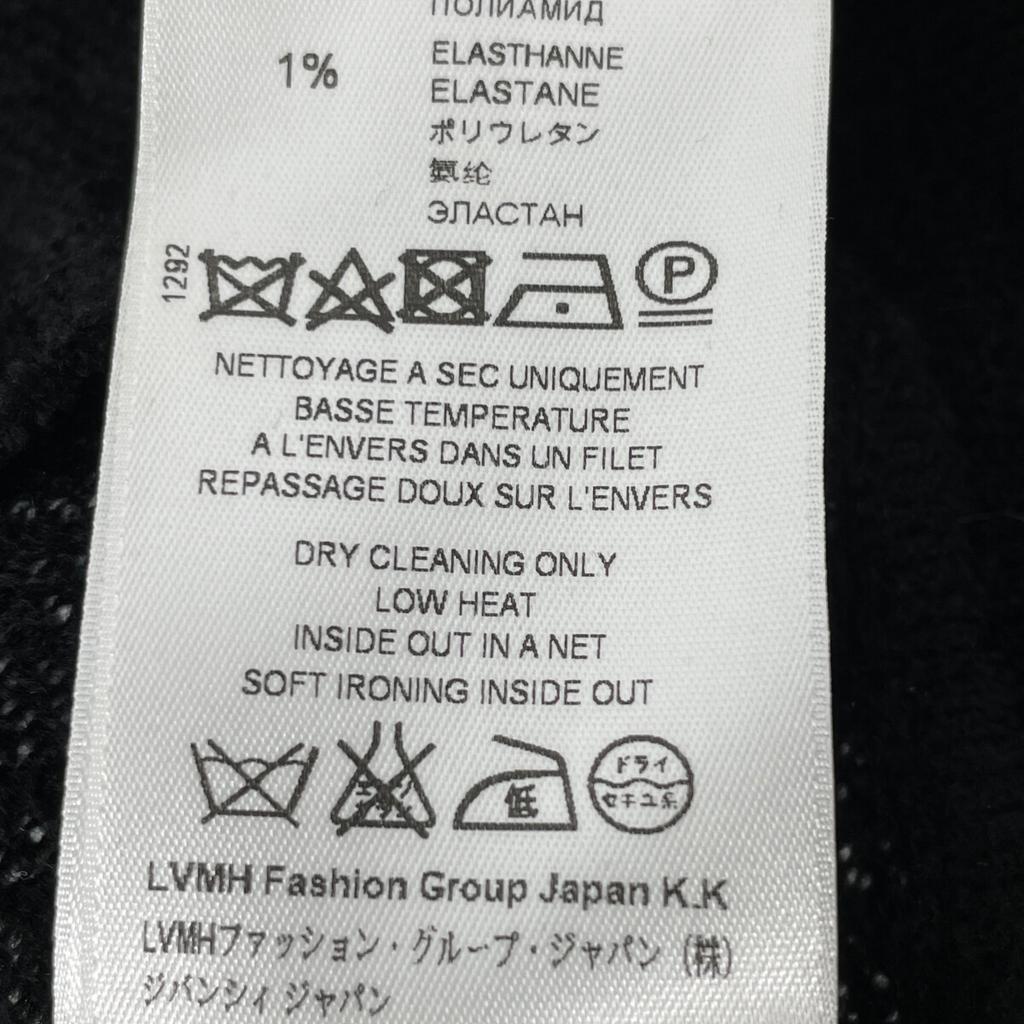 ПОЛИАМИД
1%
ELASTHANNE
ELASTANE
ポリウレタン
氨纶
ЭЛАСТАН
1292
P
NETTOYAGE A SEC UNIQUEMENT
BASSE TEMPERATURE
A L'ENVERS DANS UN FILET
REPASSAGE DOUX SUR L'ENVERS
DRY CLEANING ONLY
LOW HEAT
INSIDE OUT IN A NET
SOFT IRONING INSIDE OUT
低
ドライ
セキユ系
LVMH Fashion Group Japan K.K
LVMHファッション・グループ・ジャパン (株)
ジバンシィ ジャパン